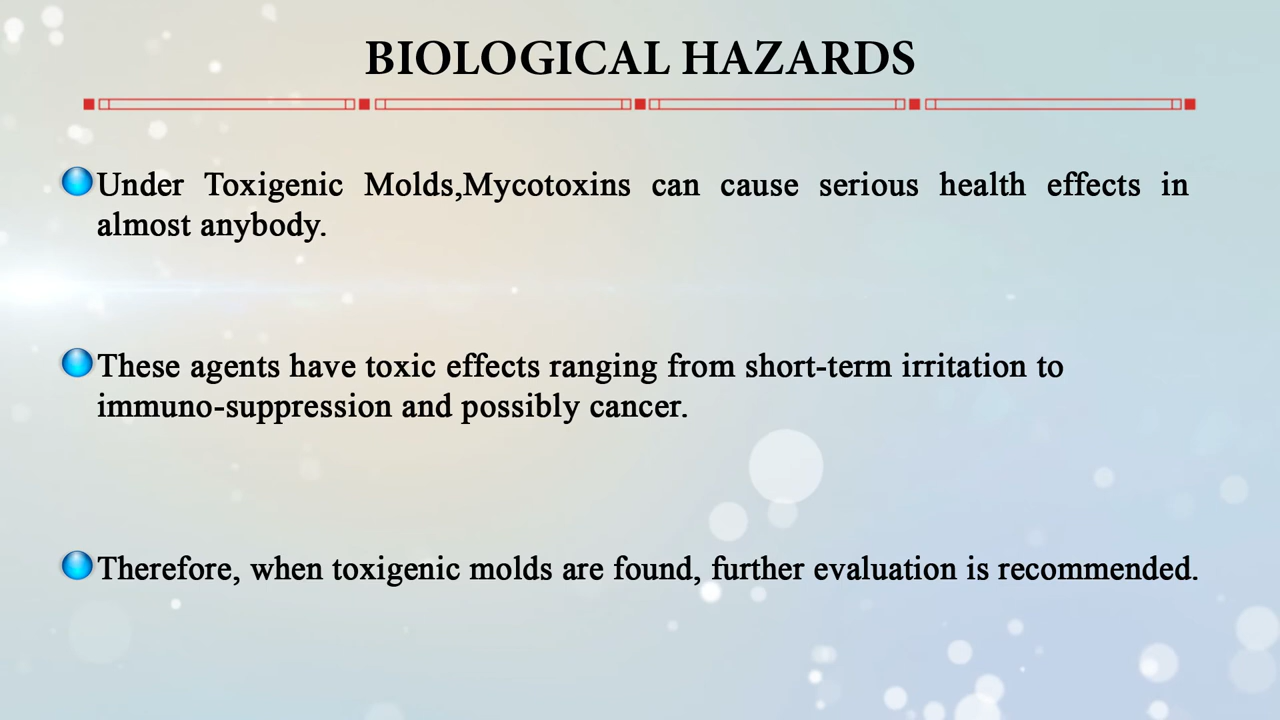 BIOLOGICAL HAZARDS
Under Toxigenic Molds,Mycotoxins can cause serious health effects in
almost anybody.
These agents have toxic effects ranging from short-term irritation to
immuno-suppression and possibly cancer.
Therefore, when toxigenic molds are found, further evaluation is recommended.